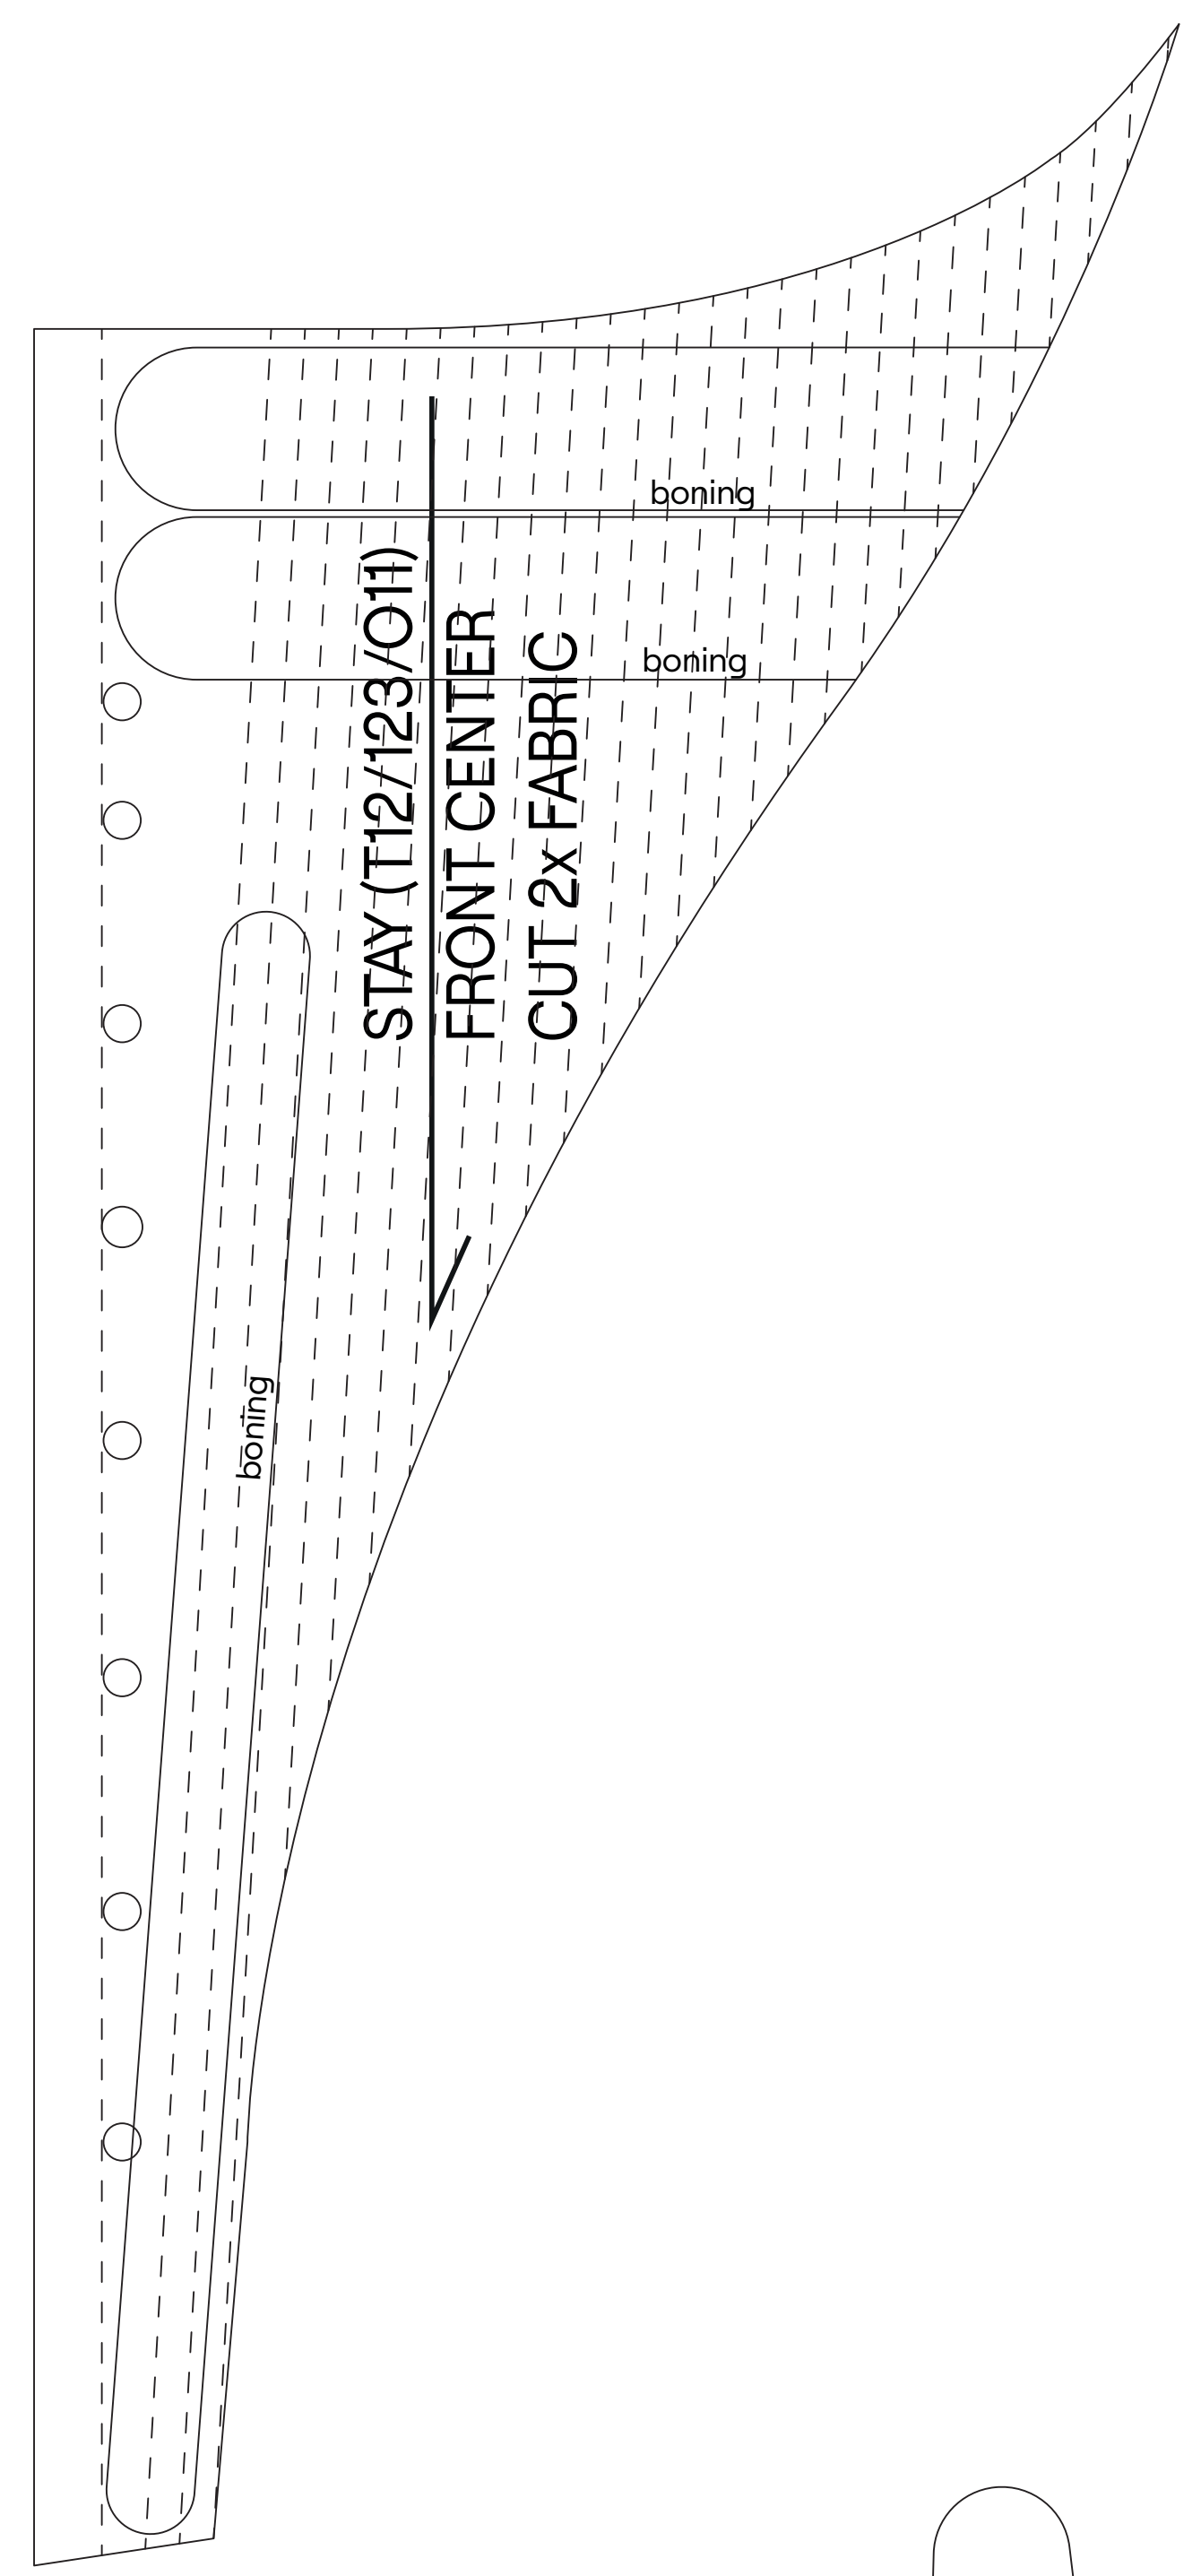 boning
boning
STAY (T12/123/O11)
FRONT CENTER
CUT 2x FABRIC
boning